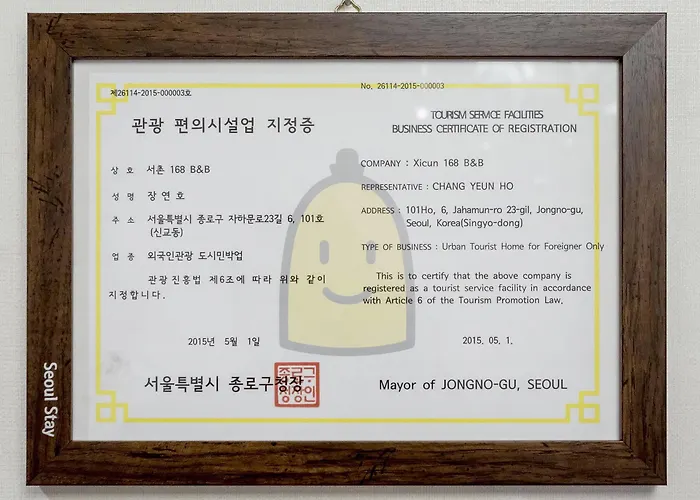 제26114-2015-000003호
관광 편의시설업 지정증
상 호 서촌 168 B&B
성 명 장 연 호
주 소 서울특별시 종로구 자하문로23길 6, 101호
(신교동)
업 종 외국인관광 도시민박업
관광진흥법 제6조에 따라 위와 같이
지정합니다.
2015년 5월 1일
서울특별시 종로구청장
종로구
청장인
No. 26114-2015-000003
TOURISM SERVICE FACILITIES
BUSINESS CERTIFICATE OF REGISTRATION
COMPANY : Xicun 168 B&B
REPRESENTATIVE : CHANG YEUN HO
ADDRESS : 101Ho, 6, Jahamun-ro 23-gil, Jongno-gu,
Seoul, Korea(Singyo-dong)
TYPE OF BUSINESS : Urban Tourist Home for Foreigner Only
This is to certify that the above company is
registered as a tourist service facility in accordance
with Article 6 of the Tourism Promotion Law.
2015. 05. 1.
Mayor of JONGNO-GU, SEOUL
Seoul Stay